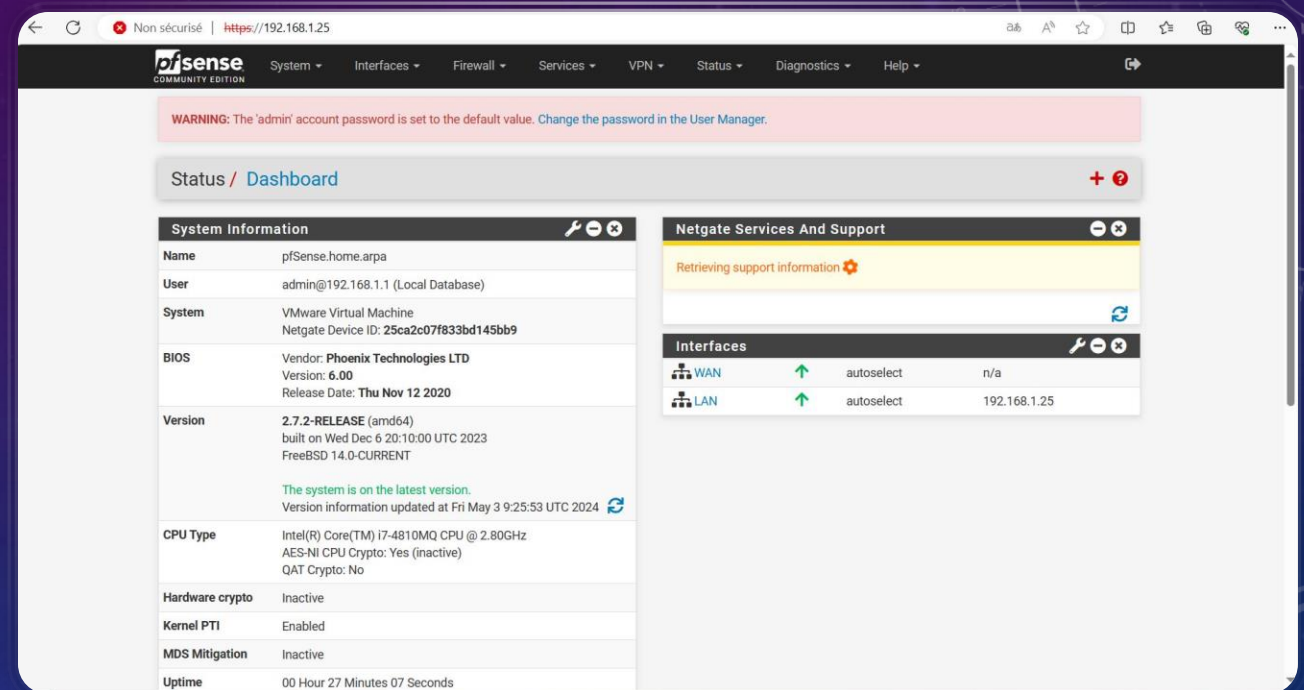 Non sécurisé | https://192.168.1.25
pfsense
COMMUNITY EDITION
System Interfaces Firewall Services VPN Status Diagnostics Help
WARNING: The 'admin' account password is set to the default value. Change the password in the User Manager.
Status / Dashboard
System Information
Name pfSense.home.arpa
User admin@192.168.1.1 (Local Database)
System VMware Virtual Machine
Netgate Device ID: 25ca2c07f833bd145bb9
BIOS Vendor: Phoenix Technologies LTD
Version: 6.00
Release Date: Thu Nov 12 2020
Version 2.7.2-RELEASE (amd64)
built on Wed Dec 6 20:10:00 UTC 2023
FreeBSD 14.0-CURRENT
The system is on the latest version.
Version information updated at Fri May 3 9:25:53 UTC 2024
CPU Type Intel(R) Core(TM) i7-4810MQ CPU @ 2.80GHz
AES-NI CPU Crypto: Yes (inactive)
QAT Crypto: No
Hardware crypto Inactive
Kernel PTI Enabled
MDS Mitigation Inactive
Uptime 00 Hour 27 Minutes 07 Seconds
Netgate Services And Support
Retrieving support information
Interfaces
WAN autoselect n/a
LAN autoselect 192.168.1.25